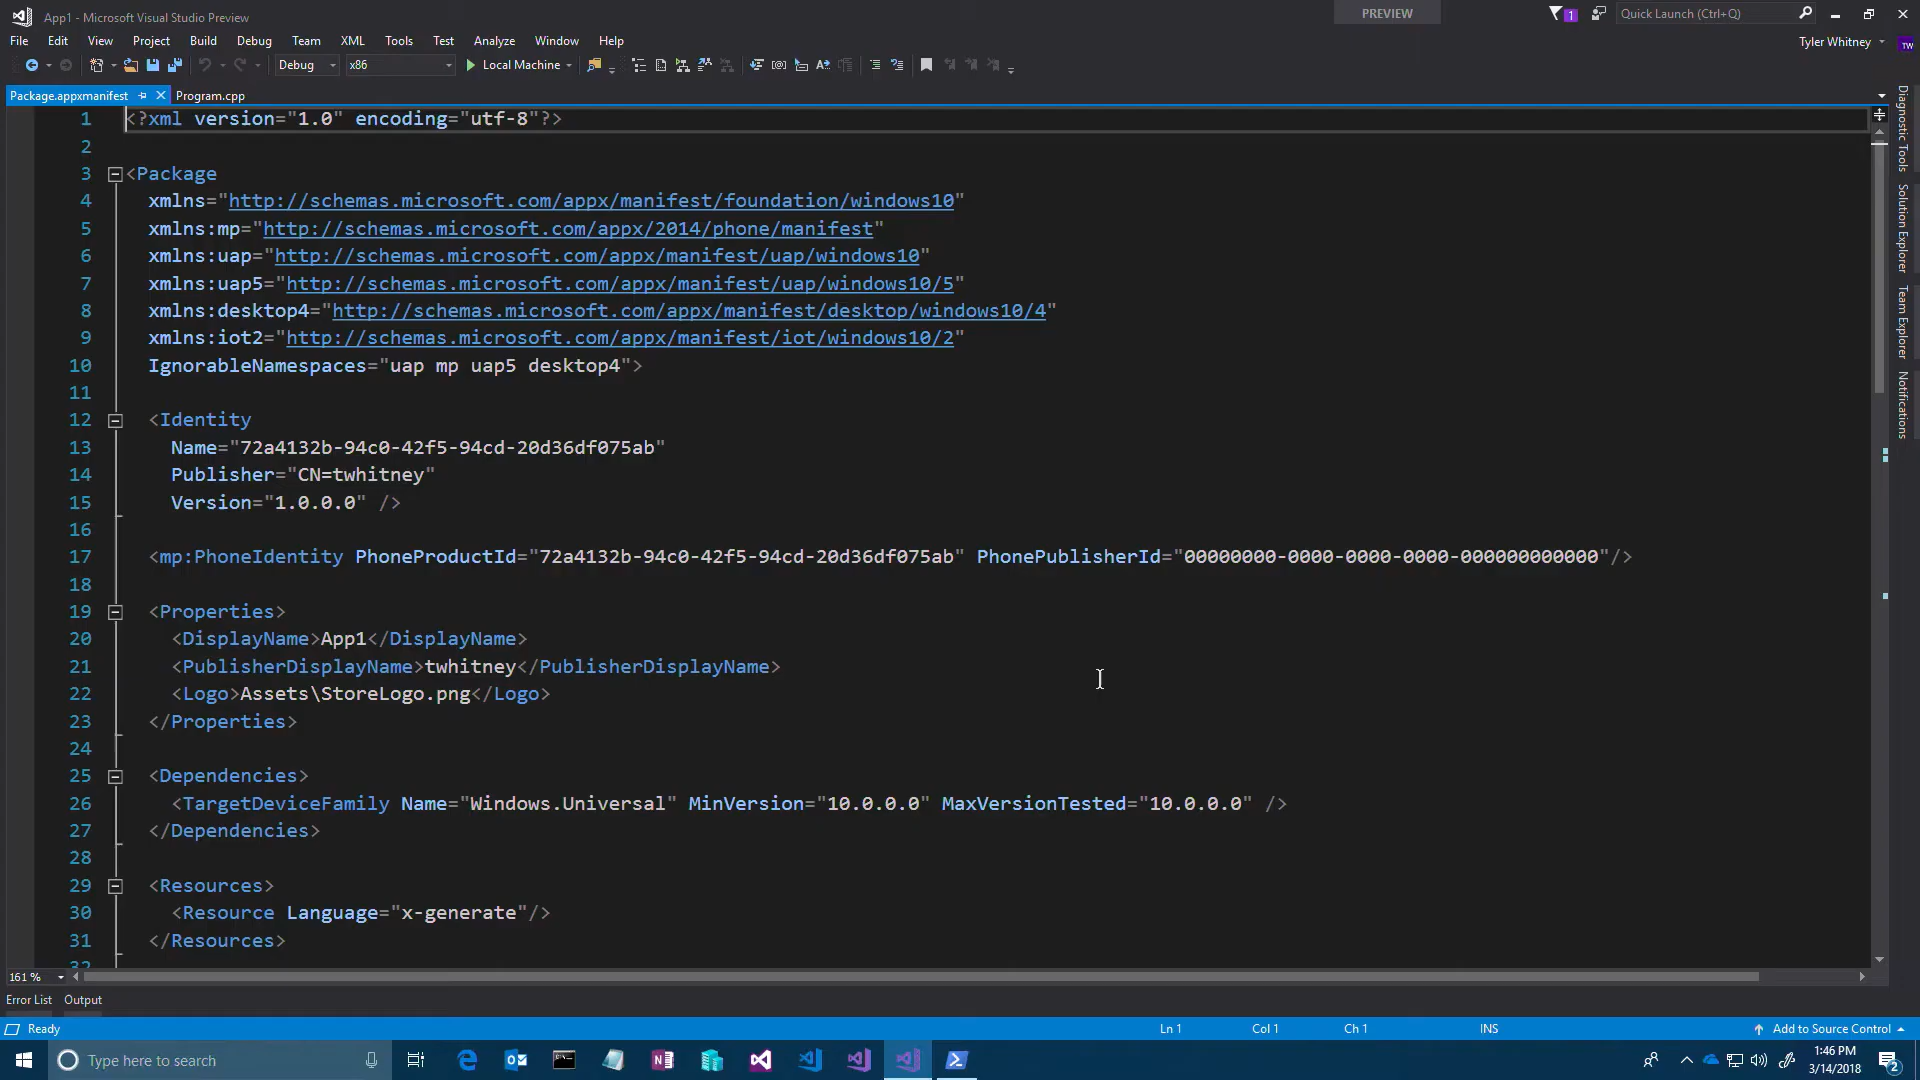 App1 - Microsoft Visual Studio Preview
PREVIEW
1
Quick Launch (Ctrl+Q)
File Edit View Project Build Debug Team XML Tools Test Analyze Window Help
Tyler Whitney
TW
Debug x86 Local Machine
Package.appxmanifest Program.cpp
1 <?xml version="1.0" encoding="utf-8"?>
2
3 <Package
4 xmlns="http://schemas.microsoft.com/appx/manifest/foundation/windows10"
5 xmlns:mp="http://schemas.microsoft.com/appx/2014/phone/manifest"
6 xmlns:uap="http://schemas.microsoft.com/appx/manifest/uap/windows10"
7 xmlns:uap5="http://schemas.microsoft.com/appx/manifest/uap/windows10/5"
8 xmlns:desktop4="http://schemas.microsoft.com/appx/manifest/desktop/windows10/4"
9 xmlns:iot2="http://schemas.microsoft.com/appx/manifest/iot/windows10/2"
10 IgnorableNamespaces="uap mp uap5 desktop4">
11
12 <Identity
13 Name="72a4132b-94c0-42f5-94cd-20d36df075ab"
14 Publisher="CN=twhitney"
15 Version="1.0.0.0" />
16
17 <mp:PhoneIdentity PhoneProductId="72a4132b-94c0-42f5-94cd-20d36df075ab" PhonePublisherId="00000000-0000-0000-0000-000000000000"/>
18
19 <Properties>
20 <DisplayName>App1</DisplayName>
21 <PublisherDisplayName>twhitney</PublisherDisplayName>
22 <Logo>Assets\StoreLogo.png</Logo>
23 </Properties>
24
25 <Dependencies>
26 <TargetDeviceFamily Name="Windows.Universal" MinVersion="10.0.0.0" MaxVersionTested="10.0.0.0" />
27 </Dependencies>
28
29 <Resources>
30 <Resource Language="x-generate"/>
31 </Resources>
32
Diagnostic Tools
Solution Explorer
Team Explorer
Notifications
161 %
Error List Output
Ready Ln 1 Col 1 Ch 1 INS Add to Source Control
Type here to search
1:46 PM
3/14/2018
2